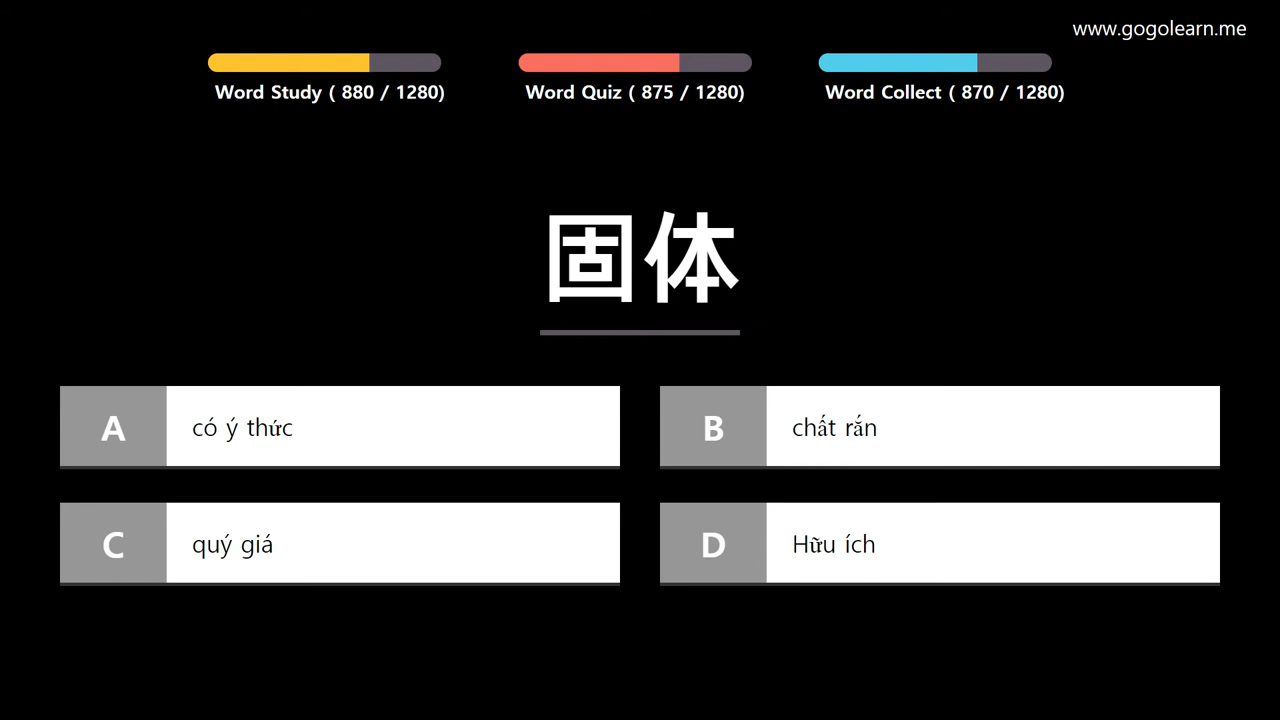 www.gogolearn.me
Word Study ( 880 / 1280)
Word Quiz ( 875 / 1280)
Word Collect ( 870 / 1280)
固体
A có ý thức
B chất rắn
C quý giá
D Hữu ích